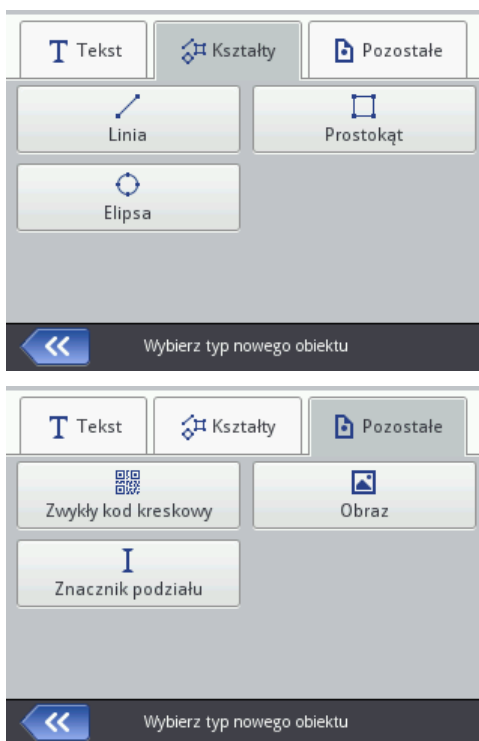 Tekst Kształty Pozostałe
Linia Prostokąt
Elipsa
Wybierz typ nowego obiektu
Tekst Kształty Pozostałe
Zwykły kod kreskowy Obraz
Znacznik podziału
Wybierz typ nowego obiektu